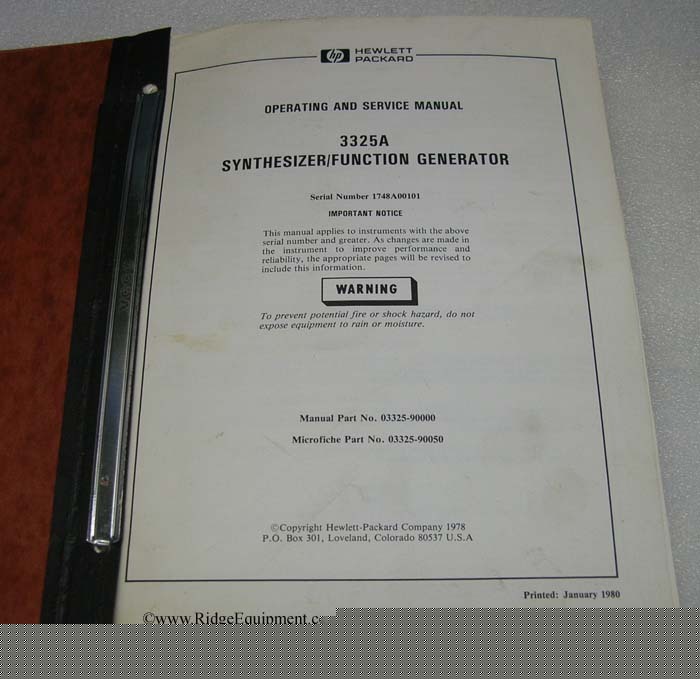 hp HEWLETT
PACKARD
OPERATING AND SERVICE MANUAL
3325A
SYNTHESIZER/FUNCTION GENERATOR
Serial Number 1748A00101
IMPORTANT NOTICE
This manual applies to instruments with the above
serial number and greater. As changes are made in
the instrument to improve performance and
reliability, the appropriate pages will be revised to
include this information.
WARNING
To prevent potential fire or shock hazard, do not
expose equipment to rain or moisture.
Manual Part No. 03325-90000
Microfiche Part No. 03325-90050
©Copyright Hewlett-Packard Company 1978
P.O. Box 301, Loveland, Colorado 80537 U.S.A
Printed: January 1980
©www.RidgeEquipment.c